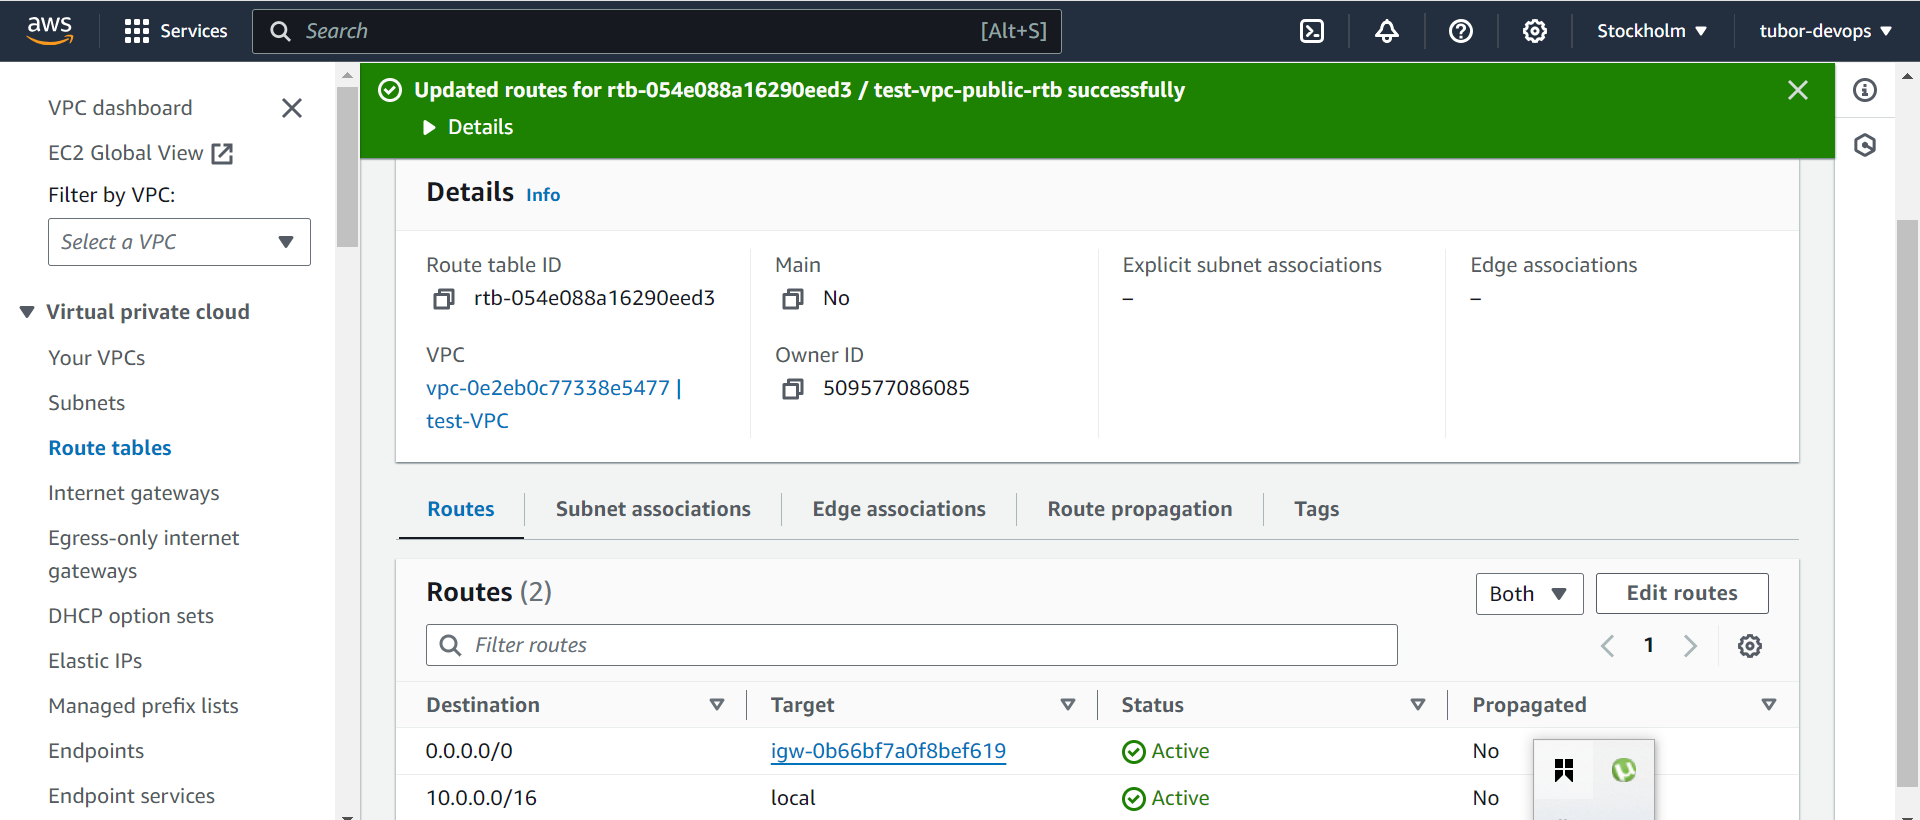 aws
Services
Search
[Alt+S]
Stockholm
tubor-devops
VPC dashboard
EC2 Global View
Filter by VPC:
Select a VPC
Virtual private cloud
Your VPCs
Subnets
Route tables
Internet gateways
Egress-only internet
gateways
DHCP option sets
Elastic IPs
Managed prefix lists
Endpoints
Endpoint services
Updated routes for rtb-054e088a16290eed3 / test-vpc-public-rtb successfully
Details
Details Info
Route table ID
rtb-054e088a16290eed3
Main
No
Explicit subnet associations
–
Edge associations
–
VPC
vpc-0e2eb0c77338e5477 |
test-VPC
Owner ID
509577086085
Routes
Subnet associations
Edge associations
Route propagation
Tags
Routes (2)
Both
Edit routes
Filter routes
1
Destination
Target
Status
Propagated
0.0.0.0/0
igw-0b66bf7a0f8bef619
Active
No
10.0.0.0/16
local
Active
No